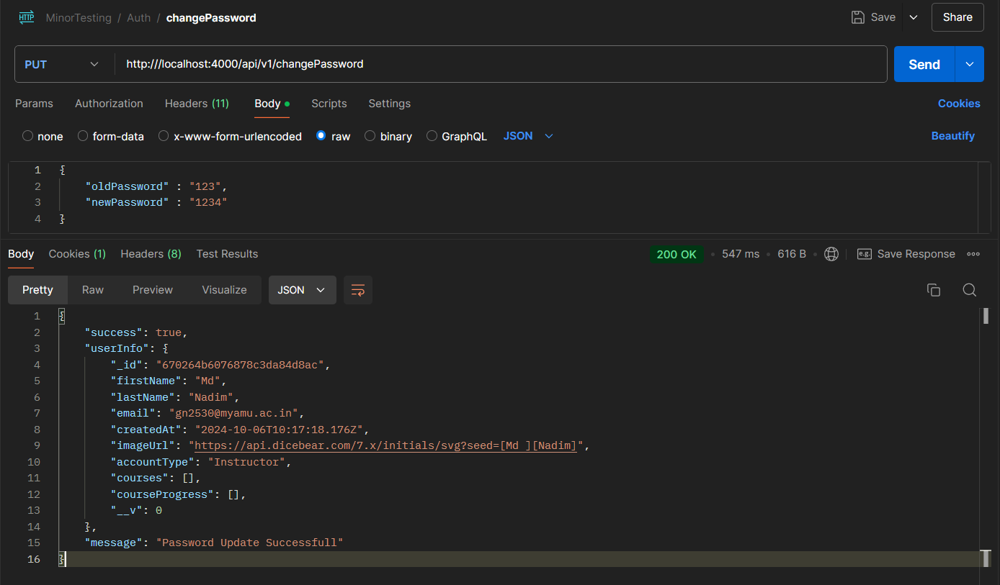 HTTP MinorTesting / Auth / changePassword Save Share
PUT http:///localhost:4000/api/v1/changePassword Send
Params Authorization Headers (11) Body Scripts Settings Cookies
none form-data x-www-form-urlencoded raw binary GraphQL JSON Beautify
1 {
2 "oldPassword" : "123",
3 "newPassword" : "1234"
4 }
Body Cookies (1) Headers (8) Test Results 200 OK 547 ms 616 B e.g. Save Response
Pretty Raw Preview Visualize JSON
1 {
2 "success": true,
3 "userInfo": {
4 "_id": "670264b6076878c3da84d8ac",
5 "firstName": "Md",
6 "lastName": "Nadim",
7 "email": "gn2530@myamu.ac.in",
8 "createdAt": "2024-10-06T10:17:18.176Z",
9 "imageUrl": "https://api.dicebear.com/7.x/initials/svg?seed=[Md ][Nadim]",
10 "accountType": "Instructor",
11 "courses": [],
12 "courseProgress": [],
13 "__v": 0
14 },
15 "message": "Password Update Successfull"
16 }